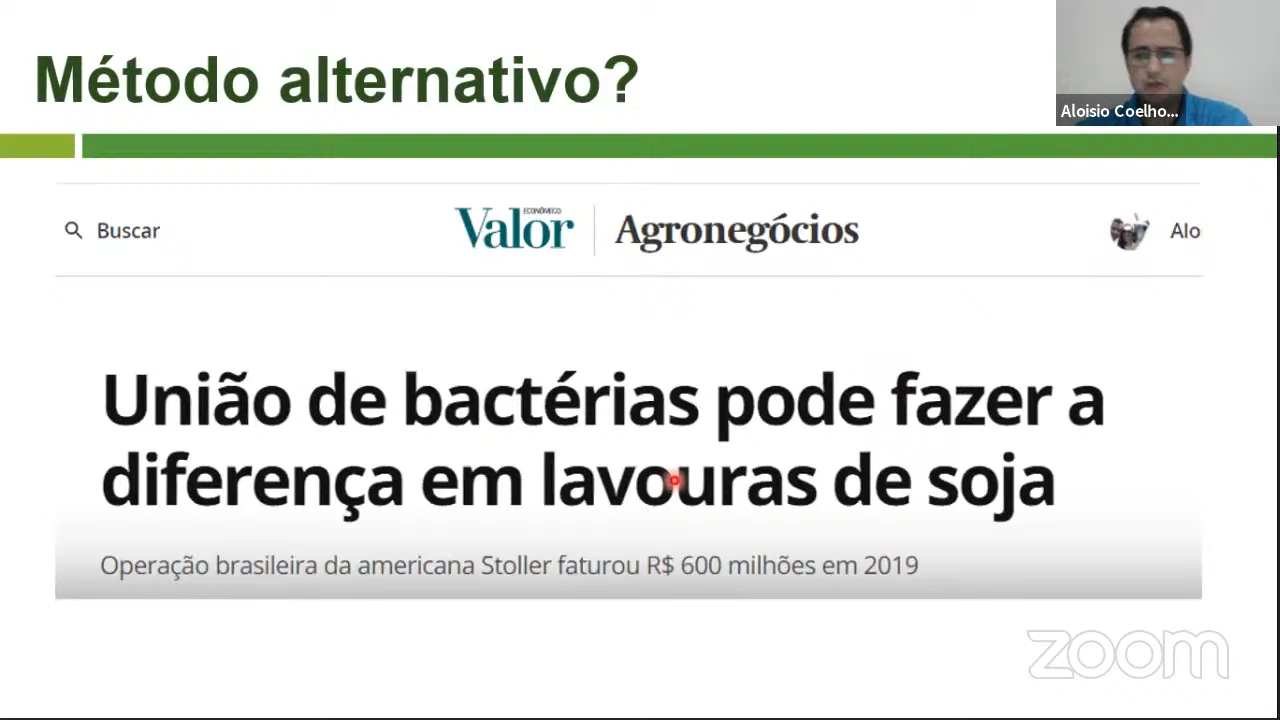 Método alternativo?
Aloisio Coelho...
Buscar
Valor ECONÔMICO
Agronegócios
Alo
União de bactérias pode fazer a
diferença em lavouras de soja
Operação brasileira da americana Stoller faturou R$ 600 milhões em 2019
zoom